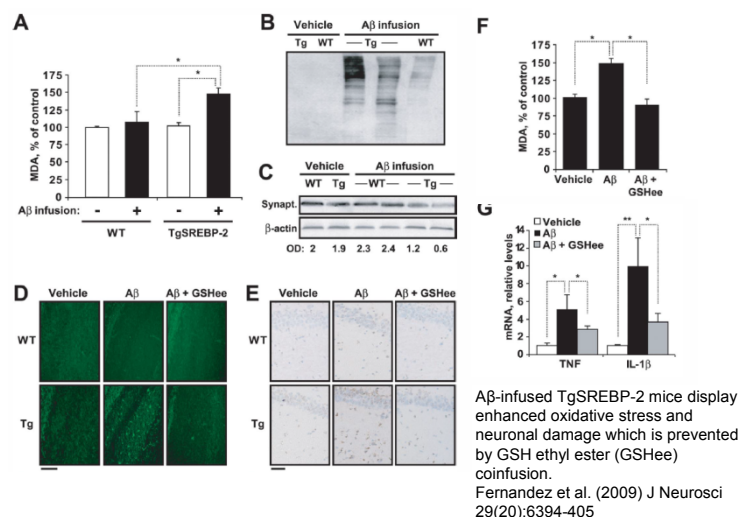 A
MDA, % of control
175
150
125
100
75
50
25
0
*
*
Aβ infusion: - + - +
WT TgSREBP-2
B
Vehicle Aβ infusion
Tg WT — Tg — WT
C
Vehicle Aβ infusion
WT Tg —WT— — Tg —
Synapt.
β-actin
OD: 2 1.9 2.3 2.4 1.2 0.6
D
Vehicle Aβ Aβ + GSHee
WT
Tg
E
Vehicle Aβ Aβ + GSHee
WT
Tg
F
MDA, % of control
175
150
125
100
75
50
25
0
* *
Vehicle Aβ Aβ +
GSHee
G
Vehicle
Aβ
Aβ + GSHee
mRNA, relative levels
14
12
10
8
6
4
2
0
* *
** *
TNF IL-1β
Aβ-infused TgSREBP-2 mice display
enhanced oxidative stress and
neuronal damage which is prevented
by GSH ethyl ester (GSHee)
coinfusion.
Fernandez et al. (2009) J Neurosci
29(20):6394-405